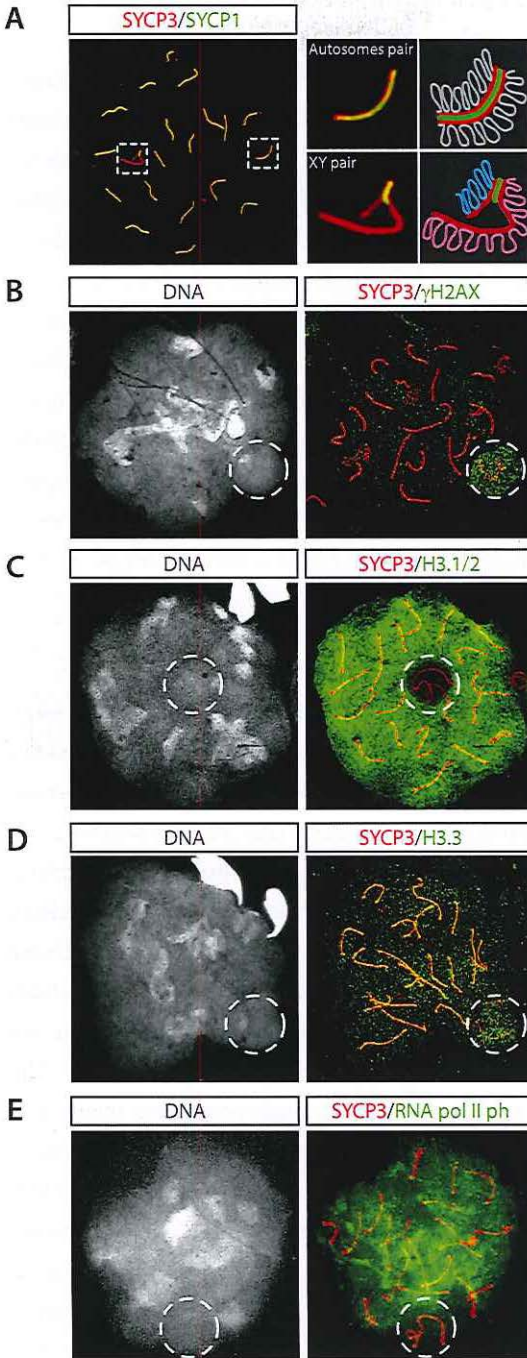 A
SYCP3/SYCP1
Autosomes pair
XY pair
B
DNA
SYCP3/γH2AX
C
DNA
SYCP3/H3.1/2
D
DNA
SYCP3/H3.3
E
DNA
SYCP3/RNA pol II ph